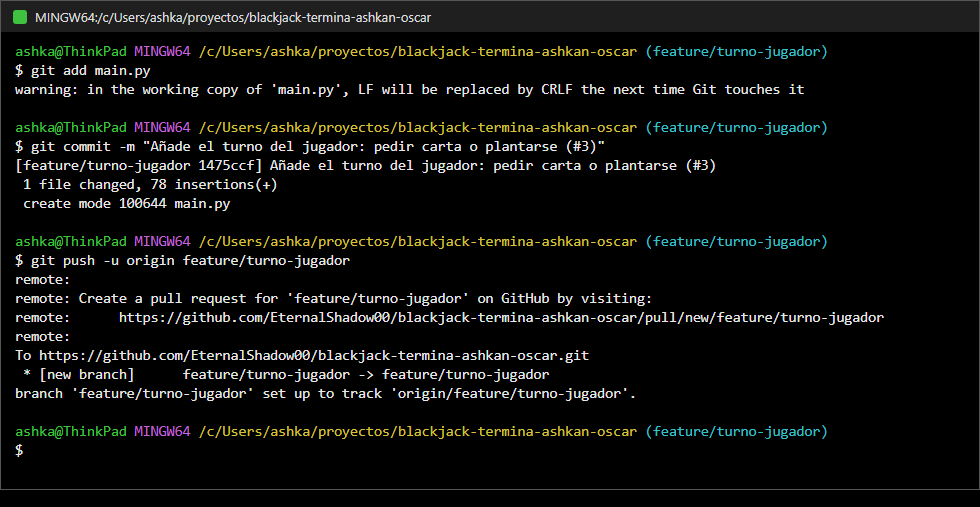 MINGW64:/c/Users/ashka/proyectos/blackjack-termina-ashkan-oscar
ashka@ThinkPad MINGW64 /c/Users/ashka/proyectos/blackjack-termina-ashkan-oscar (feature/turno-jugador)
$ git add main.py
warning: in the working copy of 'main.py', LF will be replaced by CRLF the next time Git touches it
ashka@ThinkPad MINGW64 /c/Users/ashka/proyectos/blackjack-termina-ashkan-oscar (feature/turno-jugador)
$ git commit -m "Añade el turno del jugador: pedir carta o plantarse (#3)"
[feature/turno-jugador 1475ccf] Añade el turno del jugador: pedir carta o plantarse (#3)
 1 file changed, 78 insertions(+)
 create mode 100644 main.py
ashka@ThinkPad MINGW64 /c/Users/ashka/proyectos/blackjack-termina-ashkan-oscar (feature/turno-jugador)
$ git push -u origin feature/turno-jugador
remote:
remote: Create a pull request for 'feature/turno-jugador' on GitHub by visiting:
remote:      https://github.com/EternalShadow00/blackjack-termina-ashkan-oscar/pull/new/feature/turno-jugador
remote:
To https://github.com/EternalShadow00/blackjack-termina-ashkan-oscar.git
 * [new branch]      feature/turno-jugador -> feature/turno-jugador
branch 'feature/turno-jugador' set up to track 'origin/feature/turno-jugador'.
ashka@ThinkPad MINGW64 /c/Users/ashka/proyectos/blackjack-termina-ashkan-oscar (feature/turno-jugador)
$